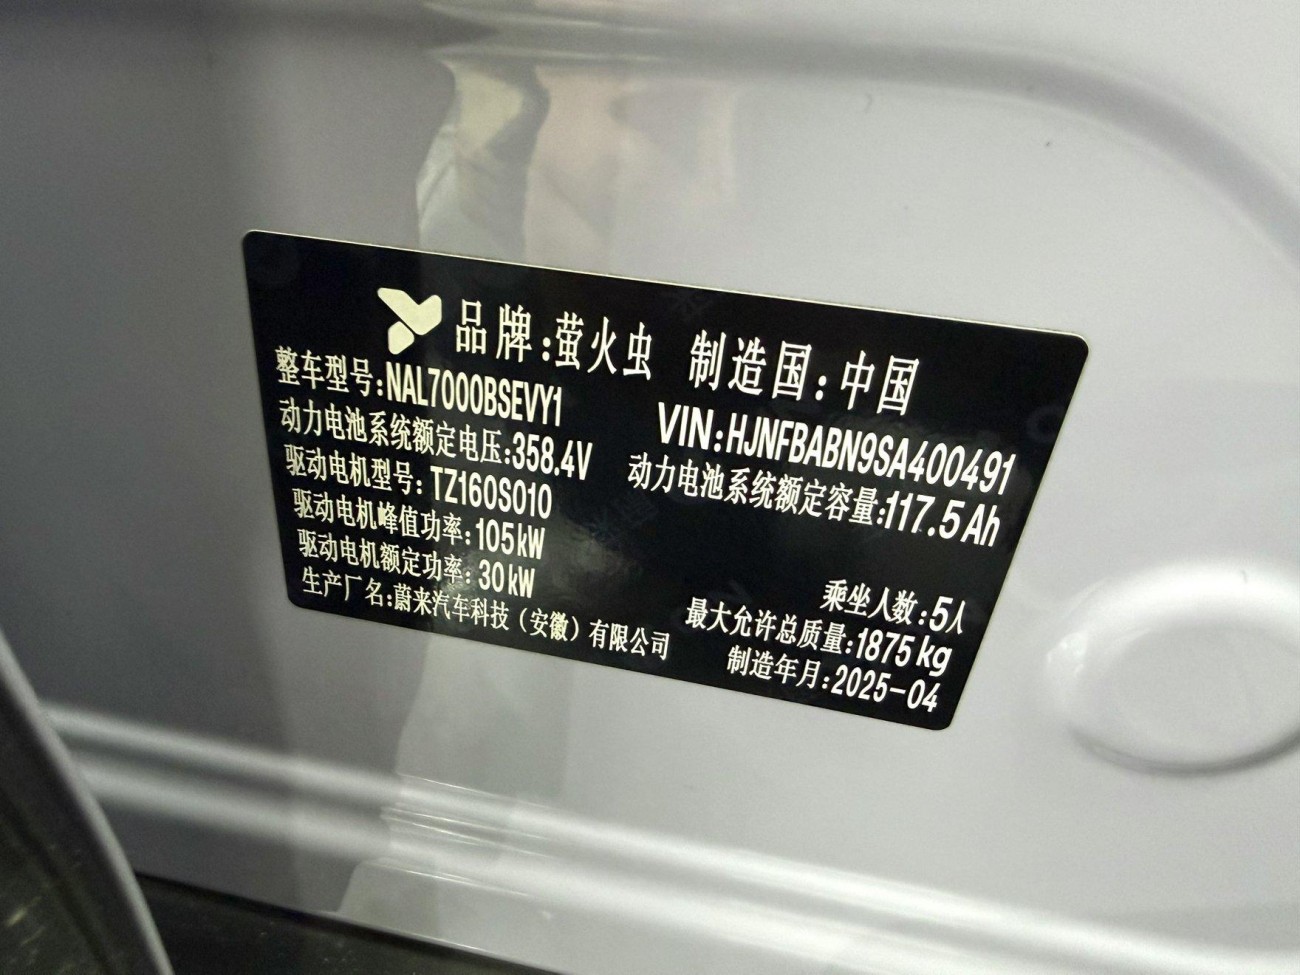 品牌:萤火虫 制造国:中国
整车型号:NAL7000BSEVY1 VIN:HJNFBABN9SA400491
动力电池系统额定电压:358.4V 动力电池系统额定容量:117.5Ah
驱动电机型号:TZ160S010
驱动电机峰值功率:105kW 乘坐人数:5人
驱动电机额定功率:30kW 最大允许总质量:1875kg
生产厂名:蔚来汽车科技（安徽）有限公司 制造年月:2025-04